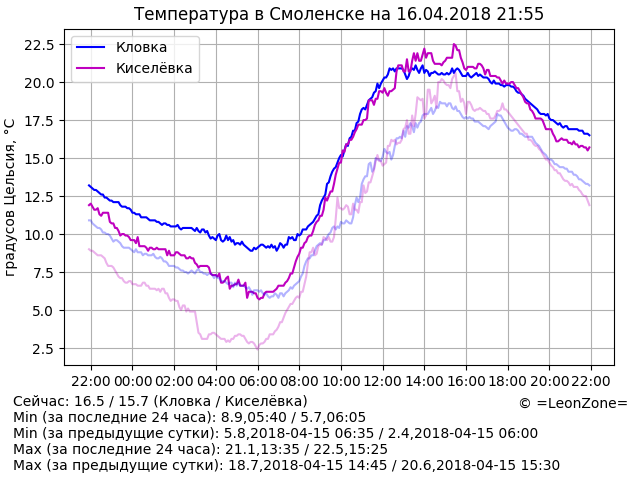 Температура в Смоленске на 16.04.2018 21:55
градусов Цельсия, °C
22.5
20.0
17.5
15.0
12.5
10.0
7.5
5.0
2.5
Кловка
Киселёвка
22:00 00:00 02:00 04:00 06:00 08:00 10:00 12:00 14:00 16:00 18:00 20:00 22:00
Сейчас: 16.5 / 15.7 (Кловка / Киселёвка)
© =LeonZone=
Min (за последние 24 часа): 8.9,05:40 / 5.7,06:05
Min (за предыдущие сутки): 5.8,2018-04-15 06:35 / 2.4,2018-04-15 06:00
Max (за последние 24 часа): 21.1,13:35 / 22.5,15:25
Max (за предыдущие сутки): 18.7,2018-04-15 14:45 / 20.6,2018-04-15 15:30